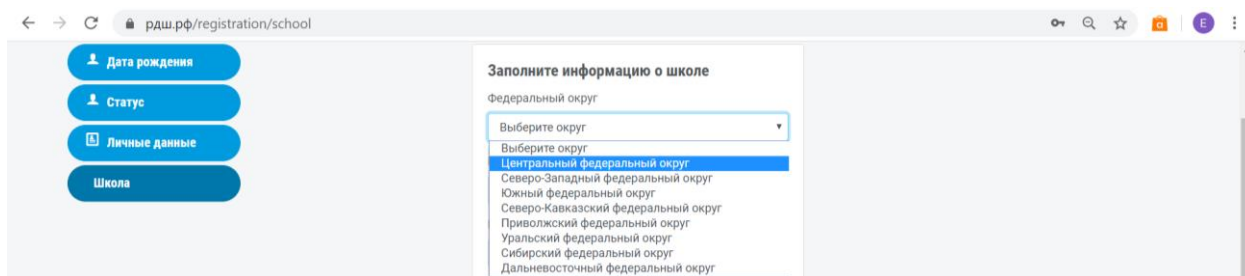 рдш.рф/registration/school
E
Дата рождения
Статус
Личные данные
Школа
Заполните информацию о школе
Федеральный округ
Выберите округ
Выберите округ
Центральный федеральный округ
Северо-Западный федеральный округ
Южный федеральный округ
Северо-Кавказский федеральный округ
Приволжский федеральный округ
Уральский федеральный округ
Сибирский федеральный округ
Дальневосточный федеральный округ